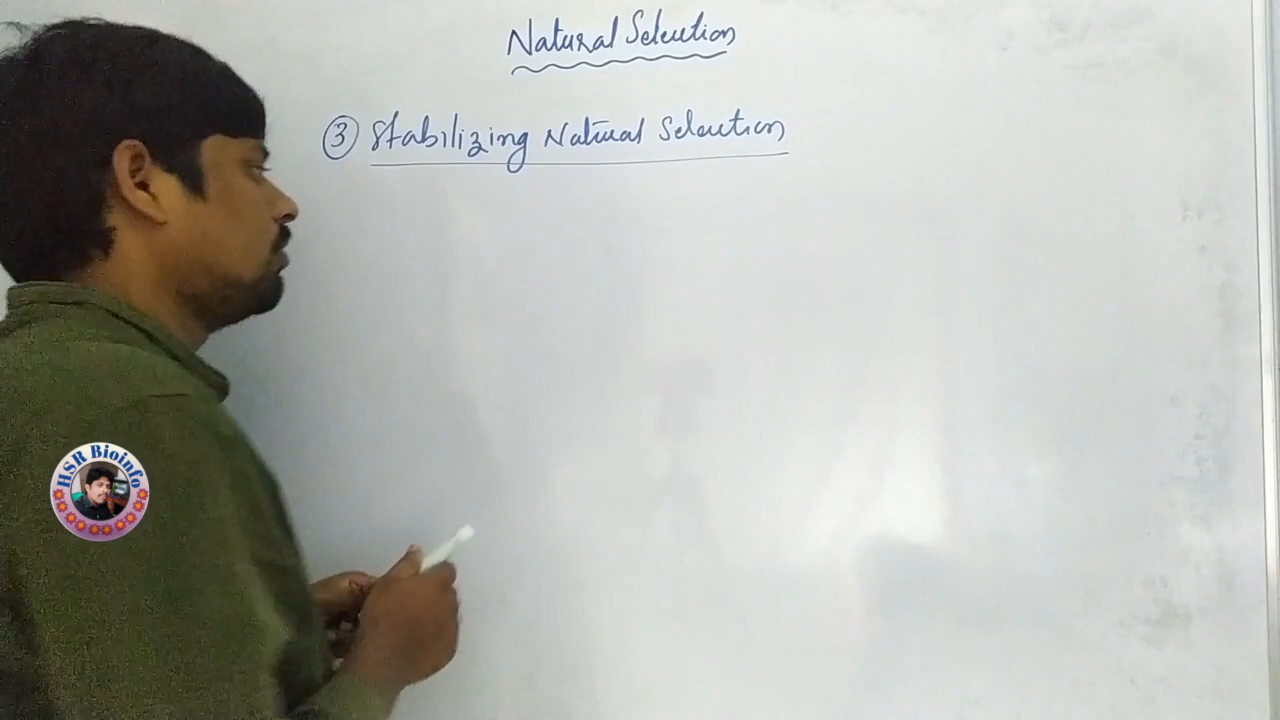 Natural Selection
③ Stabilizing Natural Selection
HSR Bioinfo